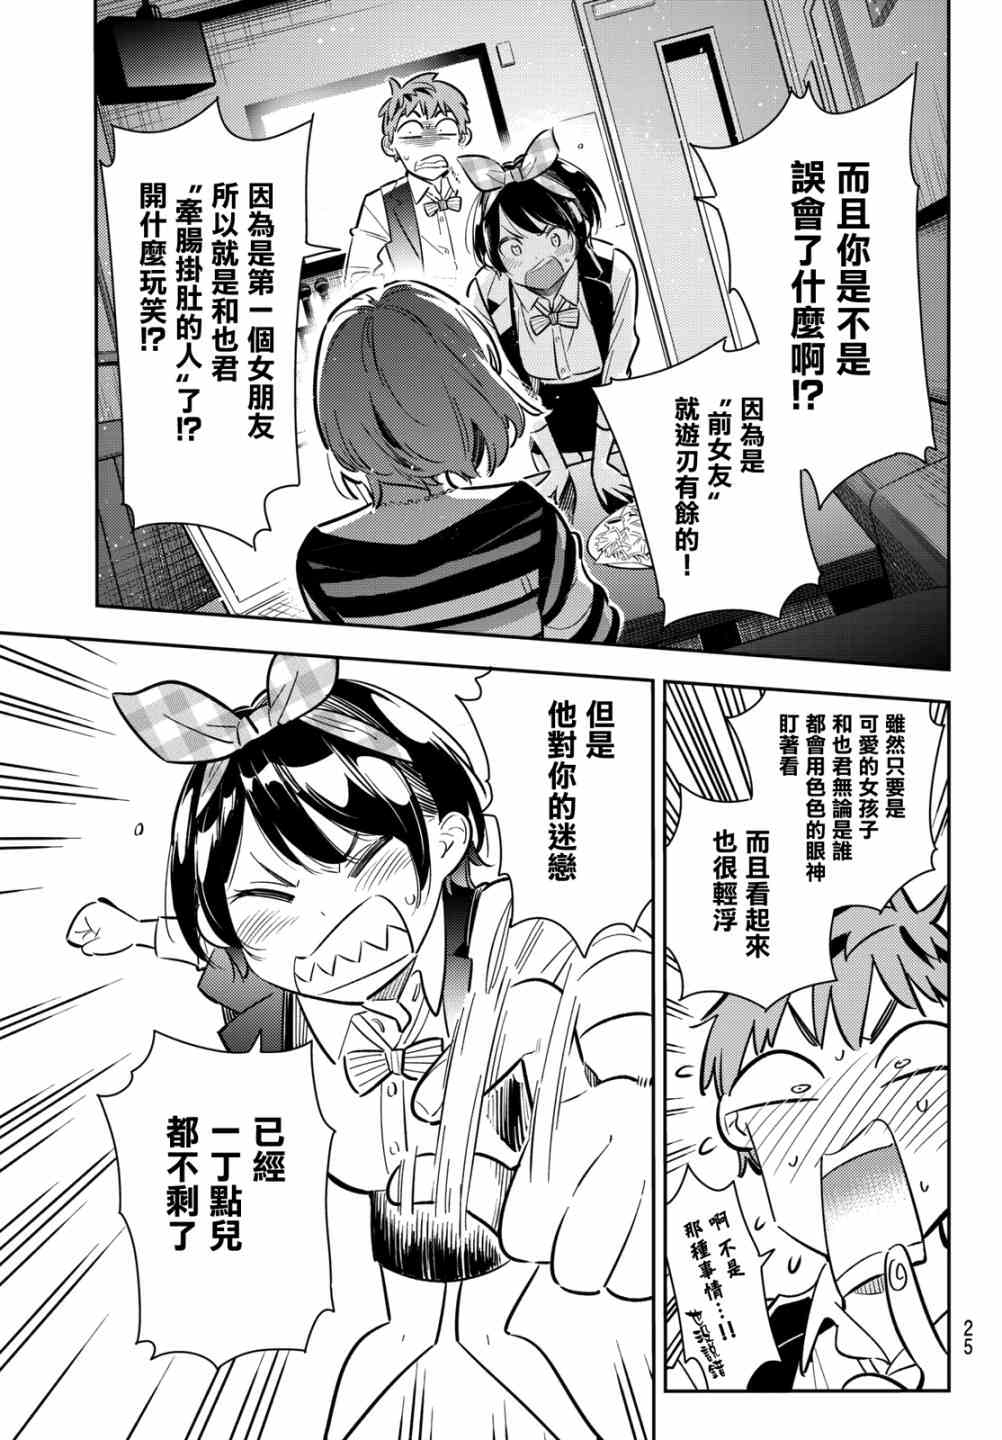 而且你是不是
誤會了什麼啊!?
因為是
〝前女友〞
就遊刃有餘的！
因為是第一個女朋友
所以就是和也君
〝牽腸掛肚的人〞了!?
開什麼玩笑!?
雖然只要是
可愛的女孩子
和也君無論是誰
都會用色色的眼神
盯著看
而且看起來
也很輕浮
啊 不是
那種事情…!!
也沒說錯
但是
他對你的迷戀
已經
一丁點兒
都不剩了
25